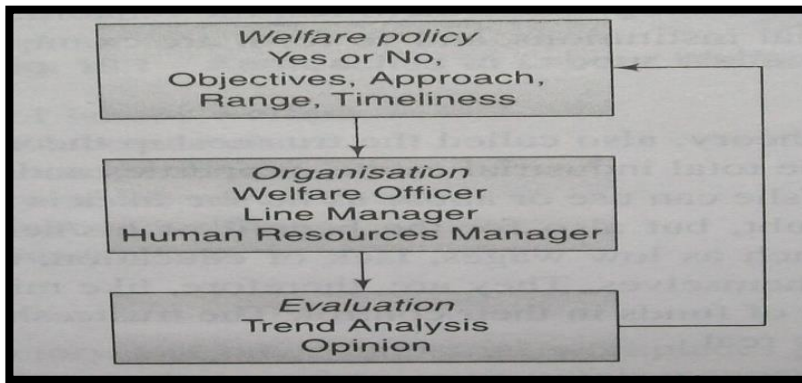 Welfare policy
Yes or No,
Objectives, Approach,
Range, Timeliness
Organisation
Welfare Officer
Line Manager
Human Resources Manager
Evaluation
Trend Analysis
Opinion